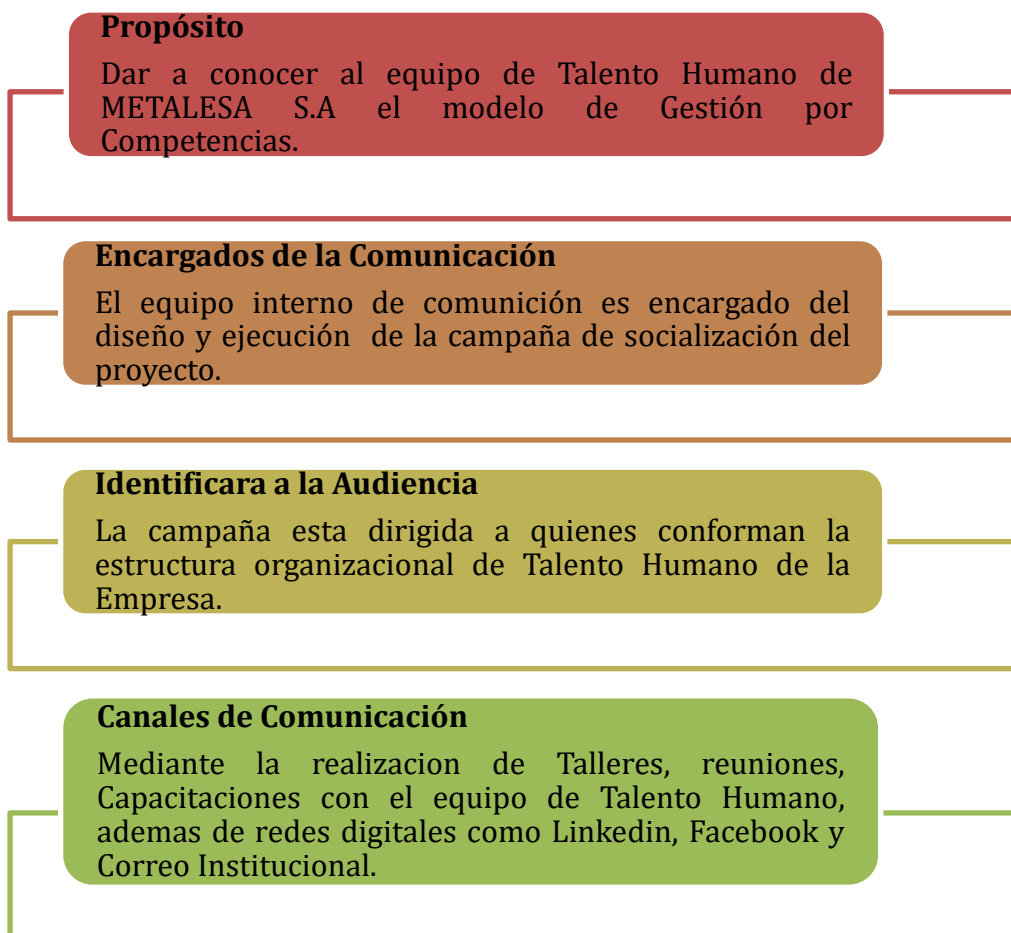 Propósito
Dar a conocer al equipo de Talento Humano de
METALESA S.A el modelo de Gestión por
Competencias.
Encargados de la Comunicación
El equipo interno de comunición es encargado del
diseño y ejecución de la campaña de socialización del
proyecto.
Identificara a la Audiencia
La campaña esta dirigida a quienes conforman la
estructura organizacional de Talento Humano de la
Empresa.
Canales de Comunicación
Mediante la realizacion de Talleres, reuniones,
Capacitaciones con el equipo de Talento Humano,
ademas de redes digitales como Linkedin, Facebook y
Correo Institucional.